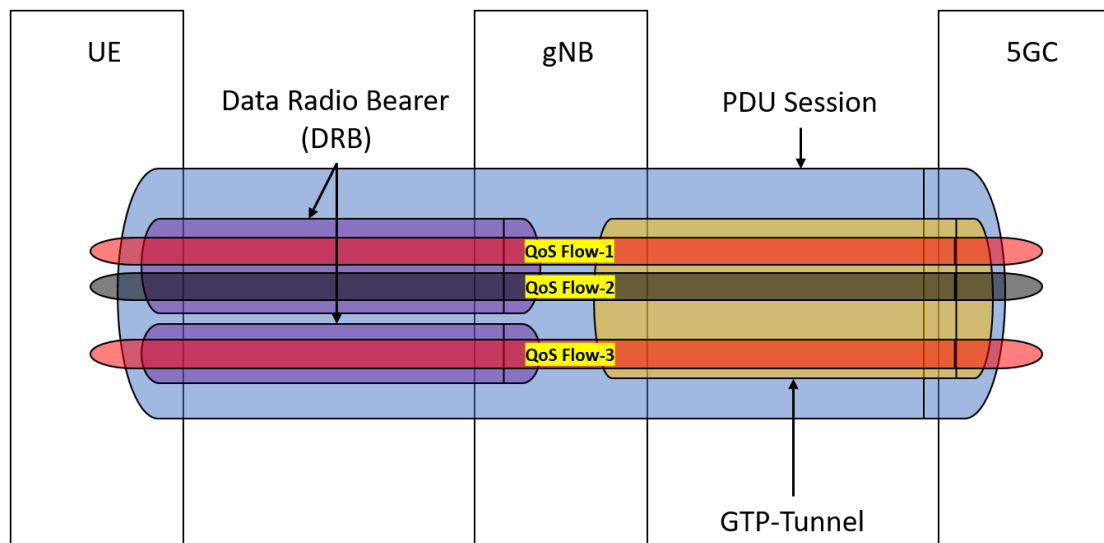 UE
gNB
5GC
Data Radio Bearer
(DRB)
PDU Session
QoS Flow-1
QoS Flow-2
QoS Flow-3
GTP-Tunnel